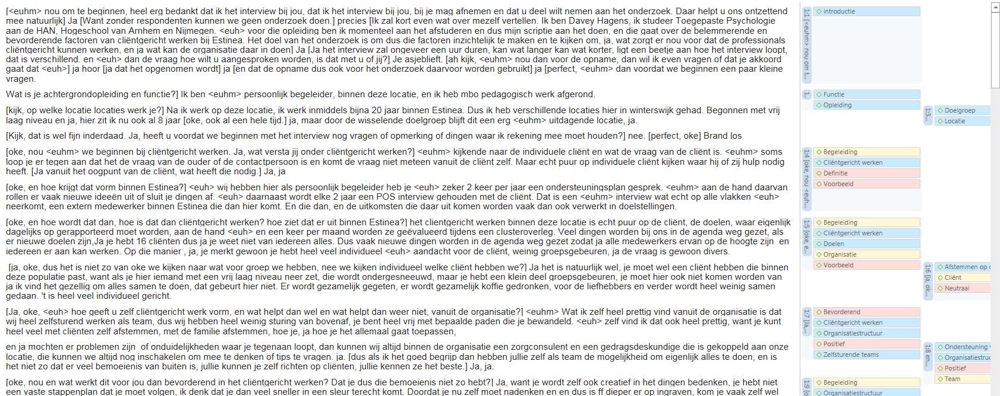 [<euhm> nou om te beginnen, heel erg bedankt dat ik het interview bij jou, dat ik het interview bij jou, bij je mag afnemen en dat u deel wilt nemen aan het onderzoek. Daar helpt u ons ontzettend
mee natuurlijk] Ja [Want zonder respondenten kunnen we geen onderzoek doen.] precies [Ik zal kort even wat over mezelf vertellen. Ik ben Davey Hagens, ik studeer Toegepaste Psychologie
aan de HAN, Hogeschool van Arnhem en Nijmegen. <euh> voor die opleiding ben ik momenteel aan het afstuderen en dus mijn scriptie aan het doen, en die gaat over de belemmerende en
bevorderende factoren van cliëntgericht werken bij Estinea. Het doel van het onderzoek is om dus die factoren inzichtelijk te maken en te kijken om, ja, wat zorgt er nou voor dat de professionals
cliëntgericht kunnen werken, en ja wat kan de organisatie daar in doen] Ja [Ja het interview zal ongeveer een uur duren, kan wat langer kan wat korter, ligt een beetje aan hoe het interview loopt,
dat is verschillend. en <euh> dan de vraag hoe wilt u aangesproken worden, is dat met u of jij?] Je asjeblieft. [ah kijk, <euhm> nou dan voor de opname, dan wil ik even vragen of dat je akkoord
gaat dat <euh>] ja hoor [ja dat het opgenomen wordt] ja [en dat de opname dus ook voor het onderzoek daarvoor worden gebruikt] ja [perfect, <euhm> dan voordat we beginnen een paar kleine
vragen.
Wat is je achtergrondopleiding en functie?] Ik ben <euhm> persoonlijk begeleider, binnen deze locatie, en ik heb mbo pedagogisch werk afgerond.
[kijk, op welke locatie locaties werk je?] Na ik werk op deze locatie, ik werk inmiddels bijna 20 jaar binnen Estinea. Dus ik heb verschillende locaties hier in winterswijk gehad. Begonnen met vrij
laag niveau en ja, hier zit ik nu ook al 8 jaar [oke, ook al een hele tijd.] ja, maar door de wisselende doelgroep blijft dit een erg <euhm> uitdagende locatie, ja.
[Kijk, dat is wel fijn inderdaad. Ja, heeft u voordat we beginnen met het interview nog vragen of opmerking of dingen waar ik rekening mee moet houden?] nee. [perfect, oke] Brand los
[oke, nou <euhm> we beginnen bij cliëntgericht werken. Ja, wat versta jij onder cliëntgericht werken?] <euhm> kijkende naar de individuele cliënt en wat de vraag van de cliënt is. <euhm> soms
loop je er tegen aan dat het de vraag van de ouder of de contactpersoon is en komt de vraag niet meteen vanuit de cliënt zelf. Maar echt puur op individuele cliënt kijken waar hij of zij hulp nodig
heeft. [Ja vanuit het oogpunt van de cliënt, wat heeft die nodig.] Ja, ja
[oke, en hoe krijgt dat vorm binnen Estinea?] <euh> wij hebben hier als persoonlijk begeleider heb je <euh> zeker 2 keer per jaar een ondersteuningsplan gesprek. <euhm> aan de hand daarvan
rollen er vaak nieuwe ideeën uit of sluit je dingen af. <euh> daarnaast wordt elke 2 jaar een POS interview gehouden met de cliënt. Dat is een <euhm> interview wat echt op alle vlakken <euh>
neerkomt, een extern medewerker binnen Estinea die dan hier komt. En die dan, en de uitkomsten die daar uit komen worden vaak dan ook verwerkt in doelstellingen.
[oke, en hoe wordt dat dan, hoe is dat dan cliëntgericht werken? hoe ziet dat er uit binnen Estinea?] het clientgericht werken binnen deze locatie is echt puur op de cliënt, de doelen, waar eigenlijk
dagelijks op gerapporteerd moet worden, aan de hand <euh> en een keer per maand worden ze geëvalueerd tijdens een clusteroverleg. Veel dingen worden bij ons in de agenda weg gezet, als
er nieuwe doelen zijn,Ja je hebt 16 cliënten dus ja je weet niet van iedereen alles. Dus vaak nieuwe dingen worden in de agenda weg gezet zodat ja alle medewerkers ervan op de hoogte zijn  en
iedereen er aan kan werken. Op die manier , ja, je merkt gewoon je hebt heel veel individueel <euh> aandacht voor de cliënt, weinig groepsgebeuren, ja de vraag is gewoon divers.
[ja, oke, dus het is niet zo van oke we kijken naar wat voor groep we hebben, nee we kijken individueel welke cliënt hebben we?] Ja het is natuurlijk wel, je moet wel een cliënt hebben die binnen
deze populatie past, want als je hier iemand met een vrij laag niveau neer zet, die wordt ondergesneeuwd, maar je hebt een klein deel groepsgebeuren, je moet hier ook niet komen worden van
ja ik vind het gezellig om alles samen te doen, dat gebeurt hier niet. Er wordt gezamelijk gegeten, er wordt gezamelijk koffie gedronken, voor de liefhebbers en verder wordt heel weinig samen
gedaan. 't is heel veel individueel gericht.
[Ja, oke, <euh> hoe geeft u zelf cliëntgericht werk vorm, en wat helpt dan wel en wat helpt dan weer niet, vanuit de organisatie?] <euhm> Wat ik zelf heel prettig vind vanuit de organisatie is dat
wij heel zelfsturend werken als team, dus wij hebben heel weinig sturing van bovenaf, je bent heel vrij met bepaalde paden die je bewandeld. <euh> zelf vind ik dat ook heel prettig, want je kunt
heel veel met cliënten zelf afstemmen, met de familie afstemmen, hoe je, ja hoe je het allemaal gaat toepassen,
en ja mochten er problemen zijn  of onduidelijkheden waar je tegenaan loopt, dan kunnen wij altijd binnen de organisatie een zorgconsulent en een gedragsdeskundige die is gekoppeld aan onze
locatie, die kunnen we altijd nog inschakelen om mee te denken of tips te vragen. ja. [dus als ik het goed begrijp dan hebben jullie zelf als team de mogelijkheid om eigenlijk alles te doen, en is
het niet zo dat er veel bemoeienis van buiten is, jullie kunnen je zelf richten op cliënten, jullie kennen ze het beste.] Ja, ja.
[oke, nou en wat werkt dit voor jou dan bevorderend in het cliëntgericht werken? Dat je dus die bemoeienis niet zo hebt?] Ja, want je wordt zelf ook creatief in het dingen bedenken, je hebt niet
een vaste stappenplan dat je moet volgen, ik denk dat je dan veel sneller in een sleur terecht komt. Doordat je nu zelf moet nadenken en en dus is ff dieper er op ingraven, kom je vaak zelf wel
1:1 [<euhm> nou om t...
introductie
1...
Functie
Opleiding
1:3...
Doelgroep
Locatie
1:4 [oke, nou <euh...
Begeleiding
Cliëntgericht werken
Definitie
Voorbeeld
1:5 [oke, e...
Begeleiding
Cliëntgericht werken
Doelen
Organisatie
Voorbeeld
1:6 [ja, ok...
Afstemmen op
Cliënt
Neutraal
1:7 [Ja,...
Bevorderend
Cliëntgericht werken
Organisatiestructuur
Positief
Zelfsturende teams
1:8 en...
Ondersteuning
Organisatiestruc
Positief
Team
1:9 [o
Begeleiding
Organisatiestructuur